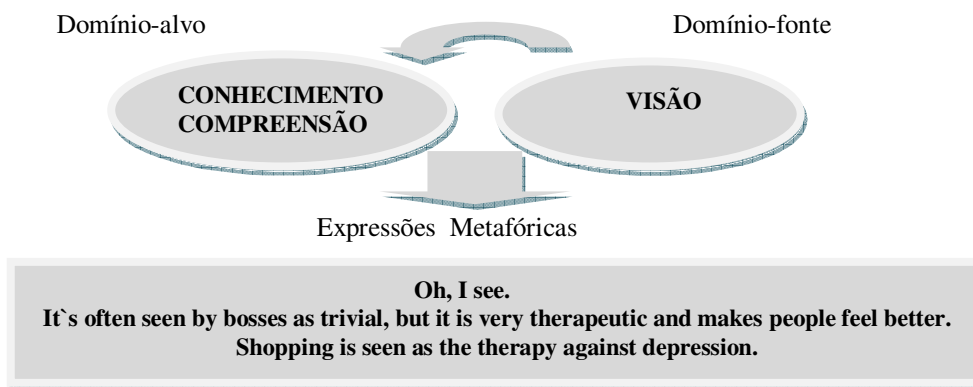 Domínio-alvo Domínio-fonte
CONHECIMENTO
COMPREENSÃO
VISÃO
Expressões Metafóricas
Oh, I see.
It`s often seen by bosses as trivial, but it is very therapeutic and makes people feel better.
Shopping is seen as the therapy against depression.